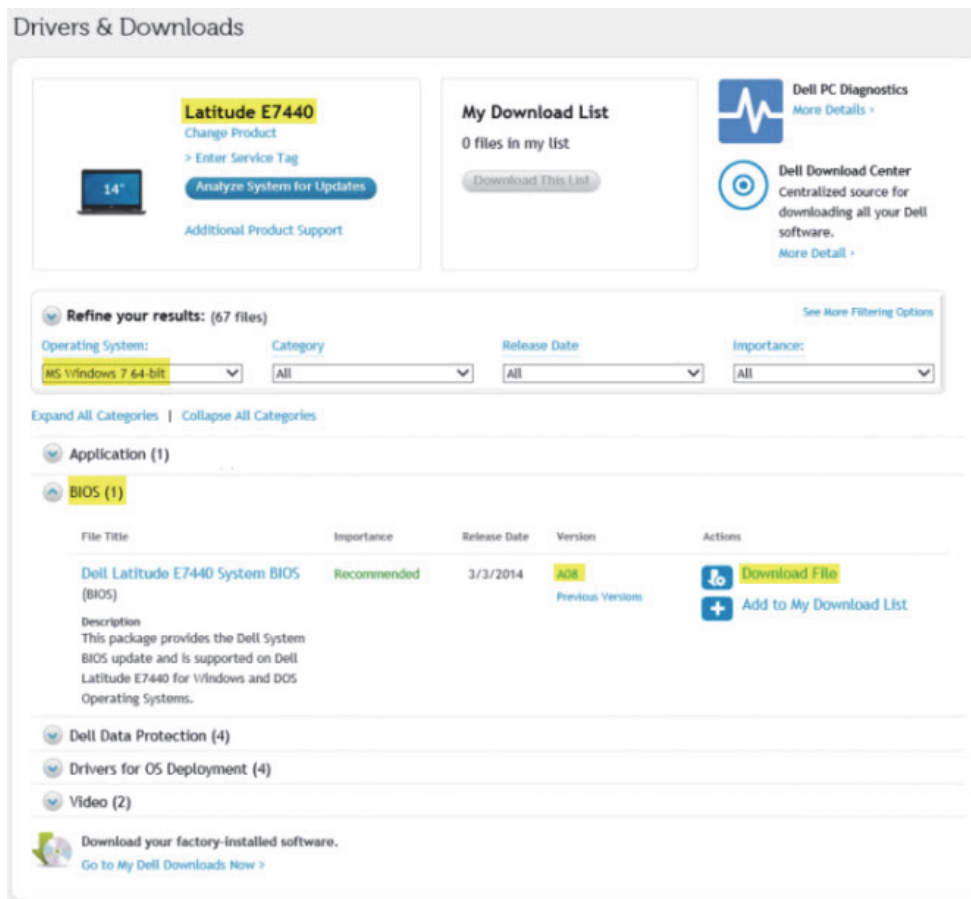 Drivers & Downloads
Latitude E7440
Change Product
> Enter Service Tag
Analyze System for Updates
Additional Product Support
14"
My Download List
0 files in my list
Download This List
Dell PC Diagnostics
More Details ›
Dell Download Center
Centralized source for
downloading all your Dell
software.
More Detail ›
Refine your results: (67 files)
See More Filtering Options
Operating System: Category Release Date Importance:
MS Windows 7 64-bit All All All
Expand All Categories | Collapse All Categories
Application (1)
BIOS (1)
File Title Importance Release Date Version Actions
Dell Latitude E7440 System BIOS Recommended 3/3/2014 A08 Download File
(BIOS) Previous Versions Add to My Download List
Description
This package provides the Dell System
BIOS update and is supported on Dell
Latitude E7440 for Windows and DOS
Operating Systems.
Dell Data Protection (4)
Drivers for OS Deployment (4)
Video (2)
Download your factory-installed software.
Go to My Dell Downloads Now >